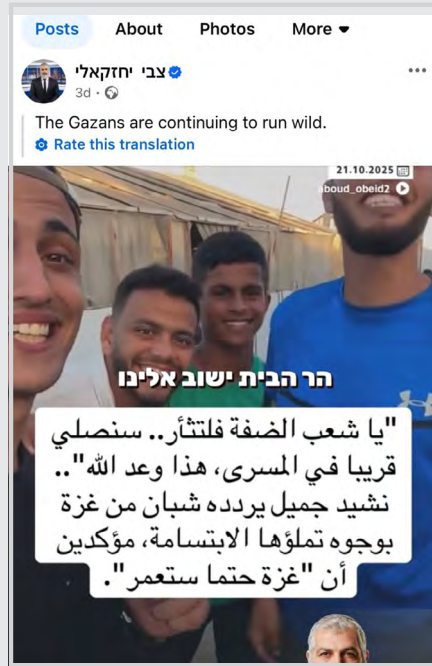 Posts About Photos More
צבי יחזקאלי
3d
The Gazans are continuing to run wild.
Rate this translation
21.10.2025
aboud_obeid2
הר הבית ישוב אלינו
"يا شعب الضفة فلتثأر.. سنصلي
قريبا في المسرى، هذا وعد الله"..
نشيد جميل يردده شبان من غزة
بوجوه تملؤها الابتسامة، مؤكدين
أن "غزة حتما ستعمر".